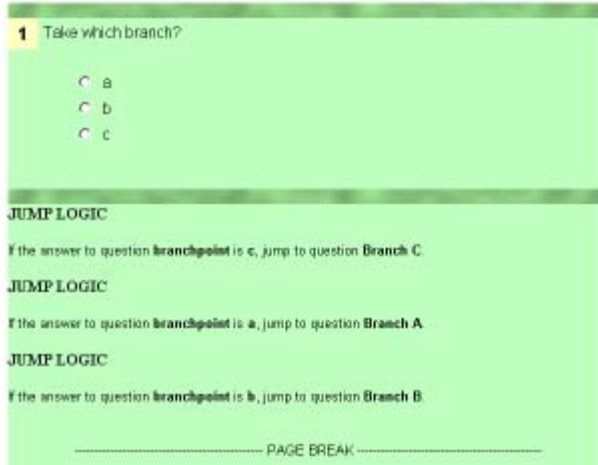 1 Take which branch?
a
b
c
JUMP LOGIC
If the answer to question branchpoint is c, jump to question Branch C.
JUMP LOGIC
If the answer to question branchpoint is a, jump to question Branch A.
JUMP LOGIC
If the answer to question branchpoint is b, jump to question Branch B.
PAGE BREAK